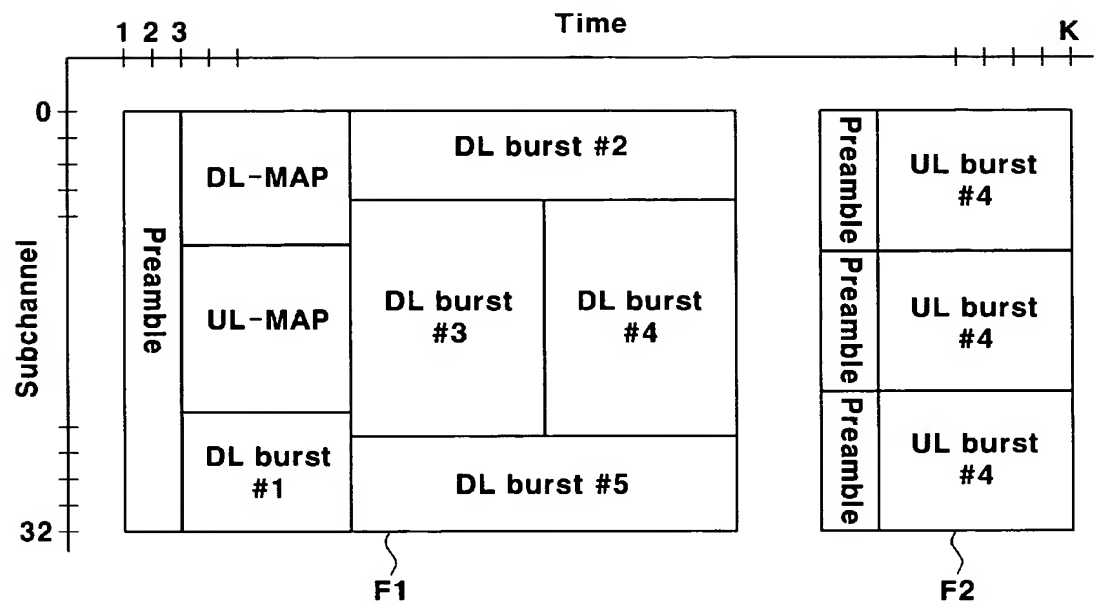 Time
1 2 3 K
Subchannel
0
32
Preamble
DL-MAP
UL-MAP
DL burst
#1
DL burst #2
DL burst
#3
DL burst
#4
DL burst #5
F1
Preamble
UL burst
#4
Preamble
UL burst
#4
Preamble
UL burst
#4
F2